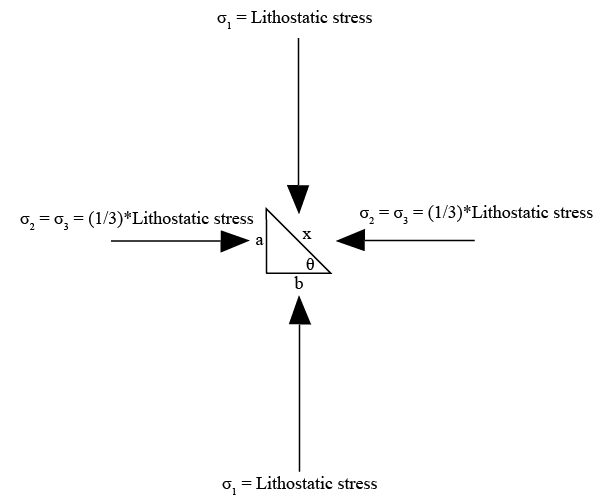 σ₁ = Lithostatic stress
σ₂ = σ₃ = (1/3)*Lithostatic stress
σ₂ = σ₃ = (1/3)*Lithostatic stress
a
x
θ
b
σ₁ = Lithostatic stress